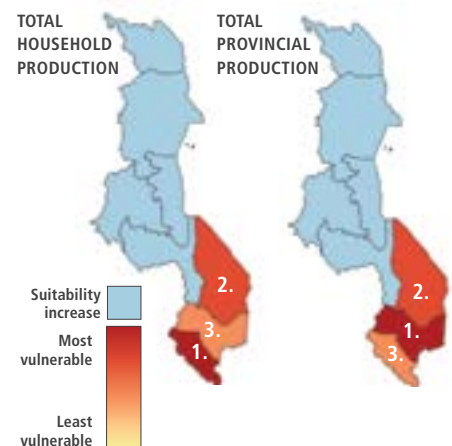 TOTAL
HOUSEHOLD
PRODUCTION
TOTAL
PROVINCIAL
PRODUCTION
2.
3.
1.
2.
1.
3.
Suitability
increase
Most
vulnerable
Least
vulnerable